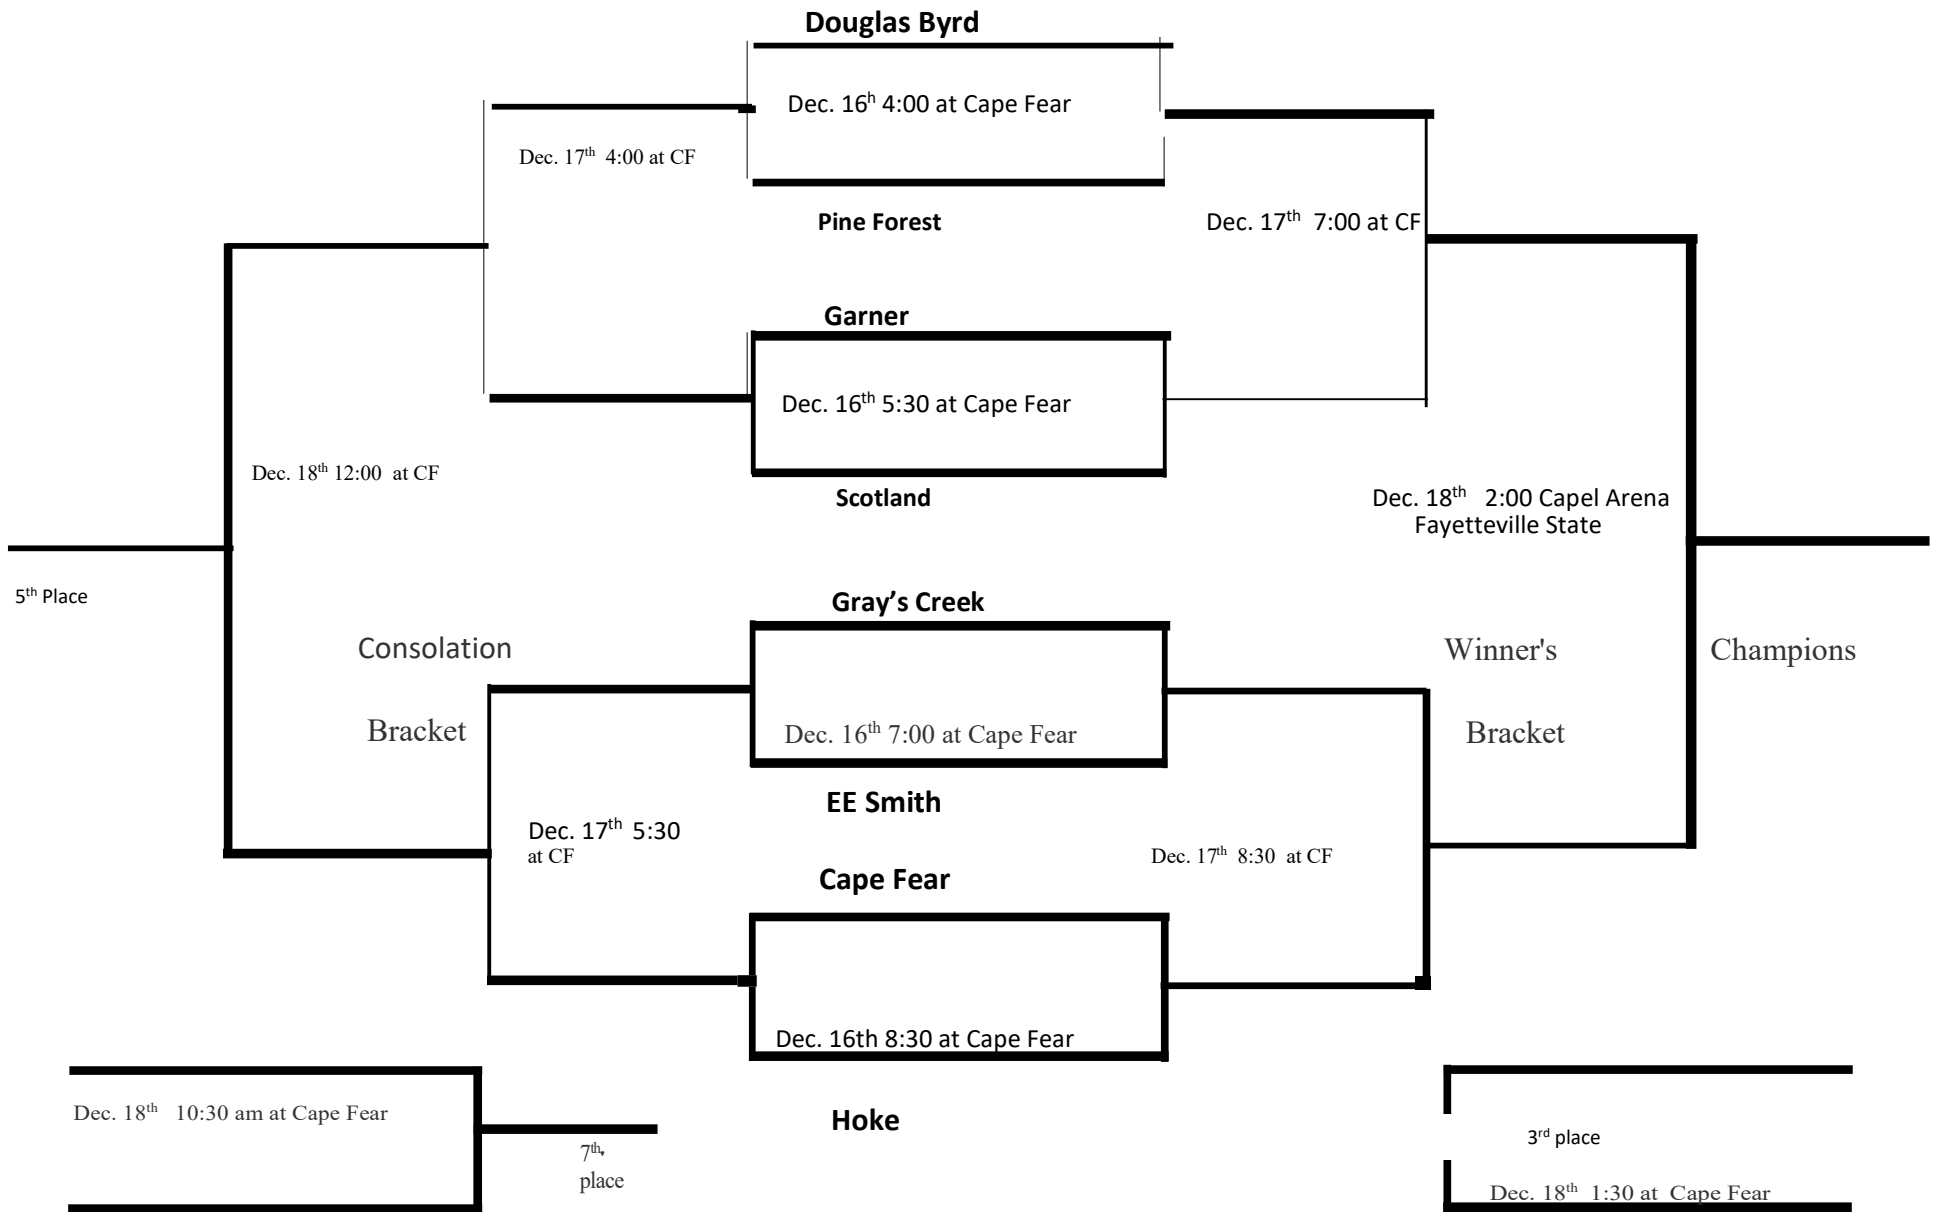 Douglas Byrd
Dec. 16h 4:00 at Cape Fear
Dec. 17th 4:00 at CF
Pine Forest
Dec. 17th 7:00 at CF
Garner
Dec. 16th 5:30 at Cape Fear
Dec. 18th 12:00 at CF
Scotland
Dec. 18th 2:00 Capel Arena
Fayetteville State
5th Place
Gray’s Creek
Consolation
Winner's
Champions
Bracket
Dec. 16th 7:00 at Cape Fear
Bracket
EE Smith
Dec. 17th 5:30
at CF
Dec. 17th 8:30 at CF
Cape Fear
Dec. 16th 8:30 at Cape Fear
Dec. 18th 10:30 am at Cape Fear
Hoke
7th,
place
3rd place
Dec. 18th 1:30 at Cape Fear